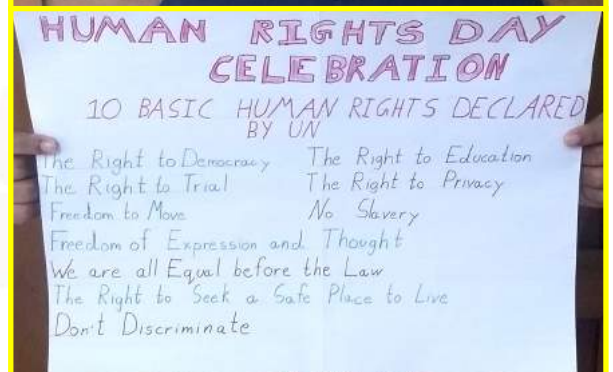 HUMAN RIGHTS DAY
CELEBRATION
10 BASIC HUMAN RIGHTS DECLARED
BY UN
The Right to Democracy The Right to Education
The Right to Trial The Right to Privacy
Freedom to Move No Slavery
Freedom of Expression and Thought
We are all Equal before the Law
The Right to Seek a Safe Place to Live
Don't Discriminate